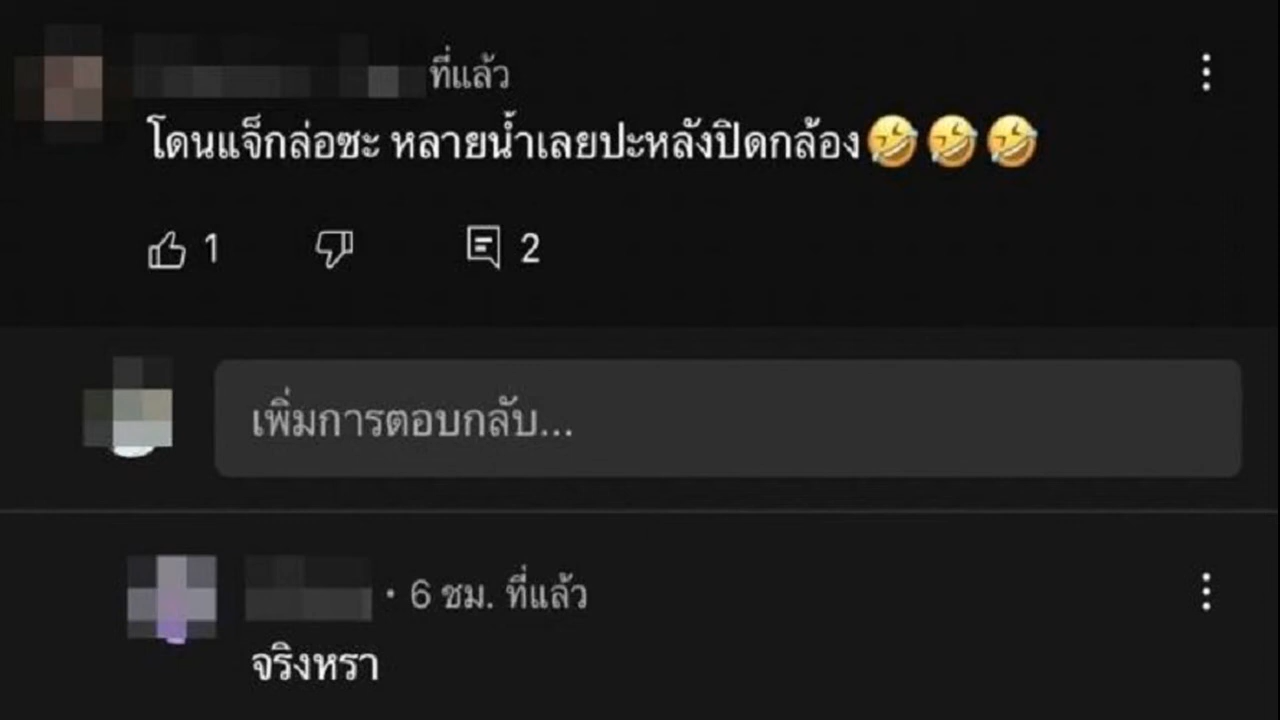 ที่แล้ว
โดนแจ็กล่อซะ หลายน้ำเลยปะหลังปิดกล้อง🤣🤣🤣
1 2
เพิ่มการตอบกลับ...
· 6 ชม. ที่แล้ว
จริงหรา